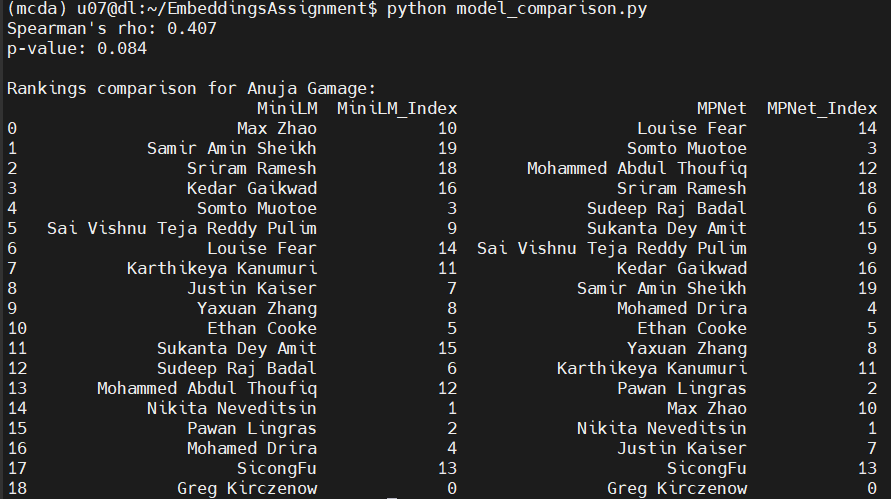 (mcda) u07@dl:~/EmbeddingsAssignment$ python model_comparison.py
Spearman's rho: 0.407
p-value: 0.084

Rankings comparison for Anuja Gamage:
MiniLM MiniLM_Index MPNet MPNet_Index
0 Max Zhao 10 Louise Fear 14
1 Samir Amin Sheikh 19 Somto Muotoe 3
2 Sriram Ramesh 18 Mohammed Abdul Thoufiq 12
3 Kedar Gaikwad 16 Sriram Ramesh 18
4 Somto Muotoe 3 Sudeep Raj Badal 6
5 Sai Vishnu Teja Reddy Pulim 9 Sukanta Dey Amit 15
6 Louise Fear 14 Sai Vishnu Teja Reddy Pulim 9
7 Karthikeya Kanumuri 11 Kedar Gaikwad 16
8 Justin Kaiser 7 Samir Amin Sheikh 19
9 Yaxuan Zhang 8 Mohamed Drira 4
10 Ethan Cooke 5 Ethan Cooke 5
11 Sukanta Dey Amit 15 Yaxuan Zhang 8
12 Sudeep Raj Badal 6 Karthikeya Kanumuri 11
13 Mohammed Abdul Thoufiq 12 Pawan Lingras 2
14 Nikita Neveditsin 1 Max Zhao 10
15 Pawan Lingras 2 Nikita Neveditsin 1
16 Mohamed Drira 4 Justin Kaiser 7
17 SicongFu 13 SicongFu 13
18 Greg Kirczenow 0 Greg Kirczenow 0